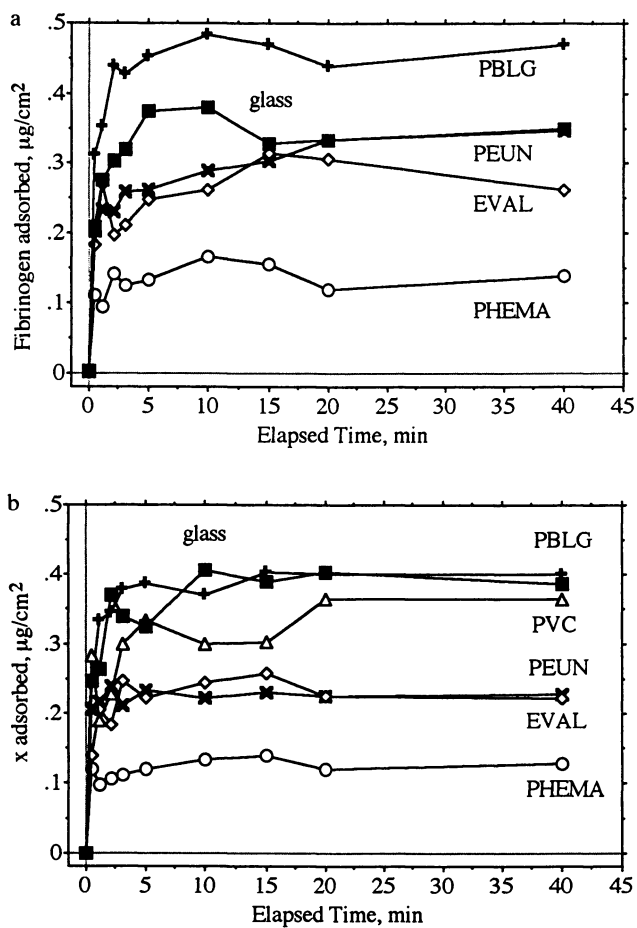 a
.5
.4
.3
.2
.1
0
Fibrinogen adsorbed, μg/cm2
PBLG
glass
PEUN
EVAL
PHEMA
0 5 10 15 20 25 30 35 40 45
Elapsed Time, min
b
.5
.4
.3
.2
.1
0
x adsorbed, μg/cm2
glass
PBLG
PVC
PEUN
EVAL
PHEMA
0 5 10 15 20 25 30 35 40 45
Elapsed Time, min